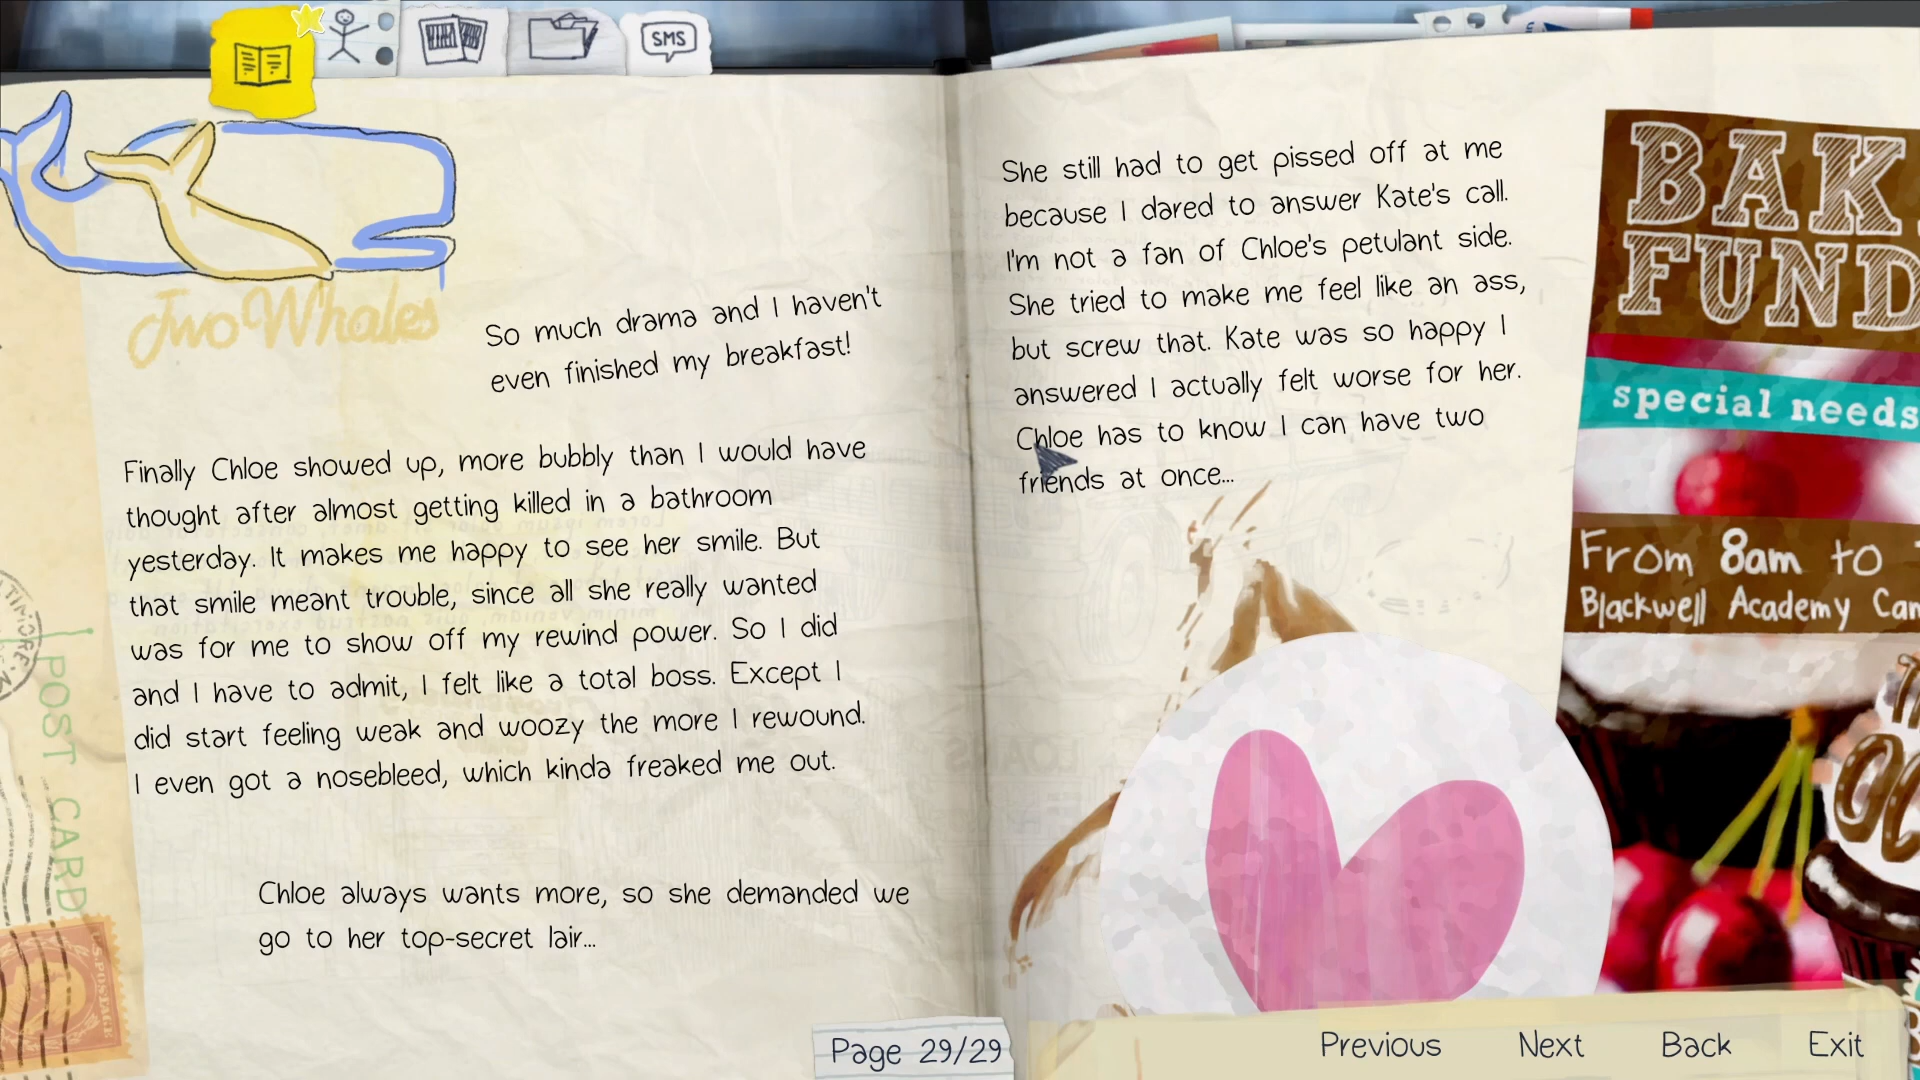 SMS
Two Whales
So much drama and I haven't
even finished my breakfast!
Finally Chloe showed up, more bubbly than I would have
thought after almost getting killed in a bathroom
yesterday. It makes me happy to see her smile. But
that smile meant trouble, since all she really wanted
was for me to show off my rewind power. So I did
and I have to admit, I felt like a total boss. Except I
did start feeling weak and woozy the more I rewound.
I even got a nosebleed, which kinda freaked me out.
Chloe always wants more, so she demanded we
go to her top-secret lair...
POST CARD
U.S. POSTAGE
She still had to get pissed off at me
because I dared to answer Kate's call.
I'm not a fan of Chloe's petulant side.
She tried to make me feel like an ass,
but screw that. Kate was so happy I
answered I actually felt worse for her.
Chloe has to know I can have two
friends at once...
BAK
FUND
special needs
From 8am to
Blackwell Academy Cam
Page 29/29
Previous
Next
Back
Exit